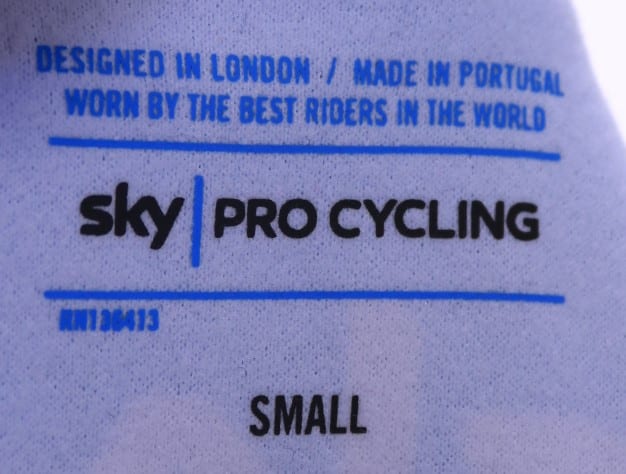 DESIGNED IN LONDON / MADE IN PORTUGAL
WORN BY THE BEST RIDERS IN THE WORLD
sky | PRO CYCLING
SMALL